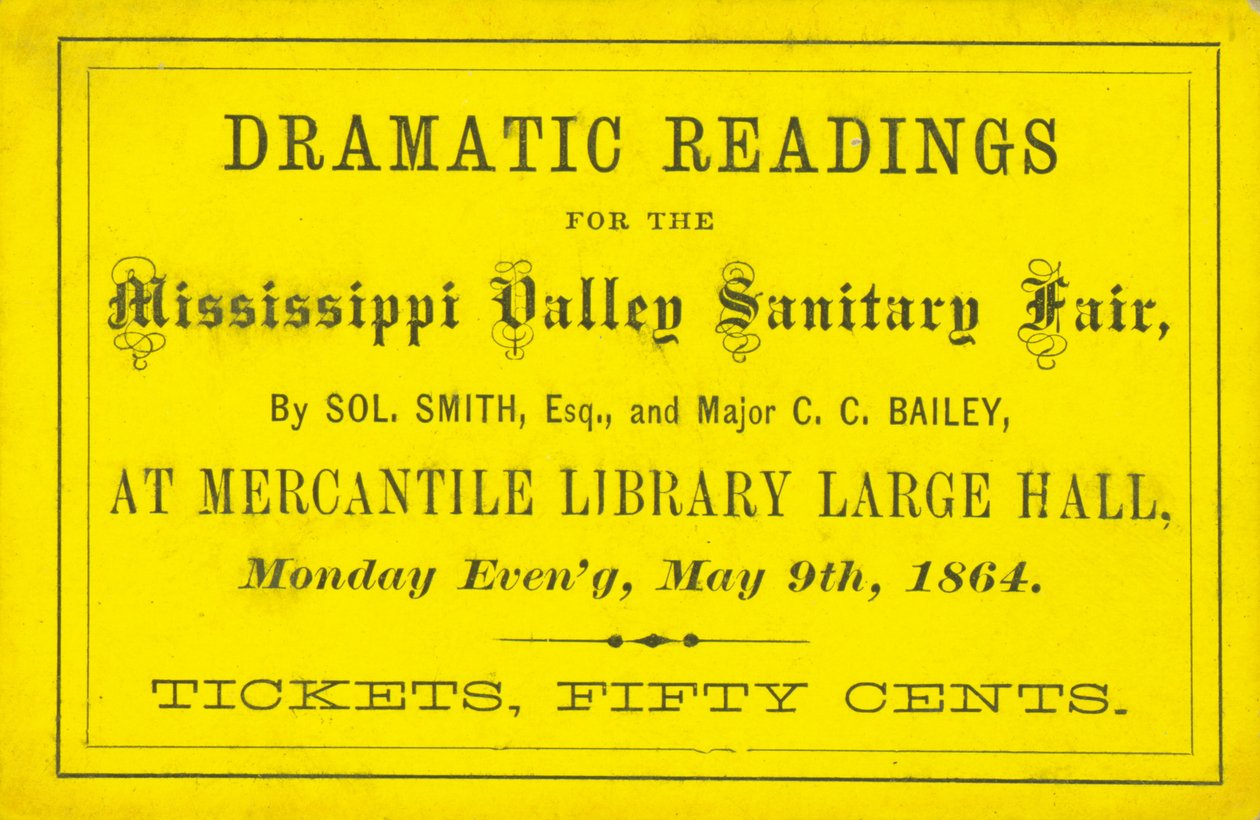 DRAMATIC READINGS
FOR THE
Mississippi Valley Sanitary Fair,
By SOL. SMITH, Esq., and Major C. C. BAILEY,
AT MERCANTILE LIBRARY LARGE HALL,
Monday Even'g, May 9th, 1864.
TICKETS, FIFTY CENTS.